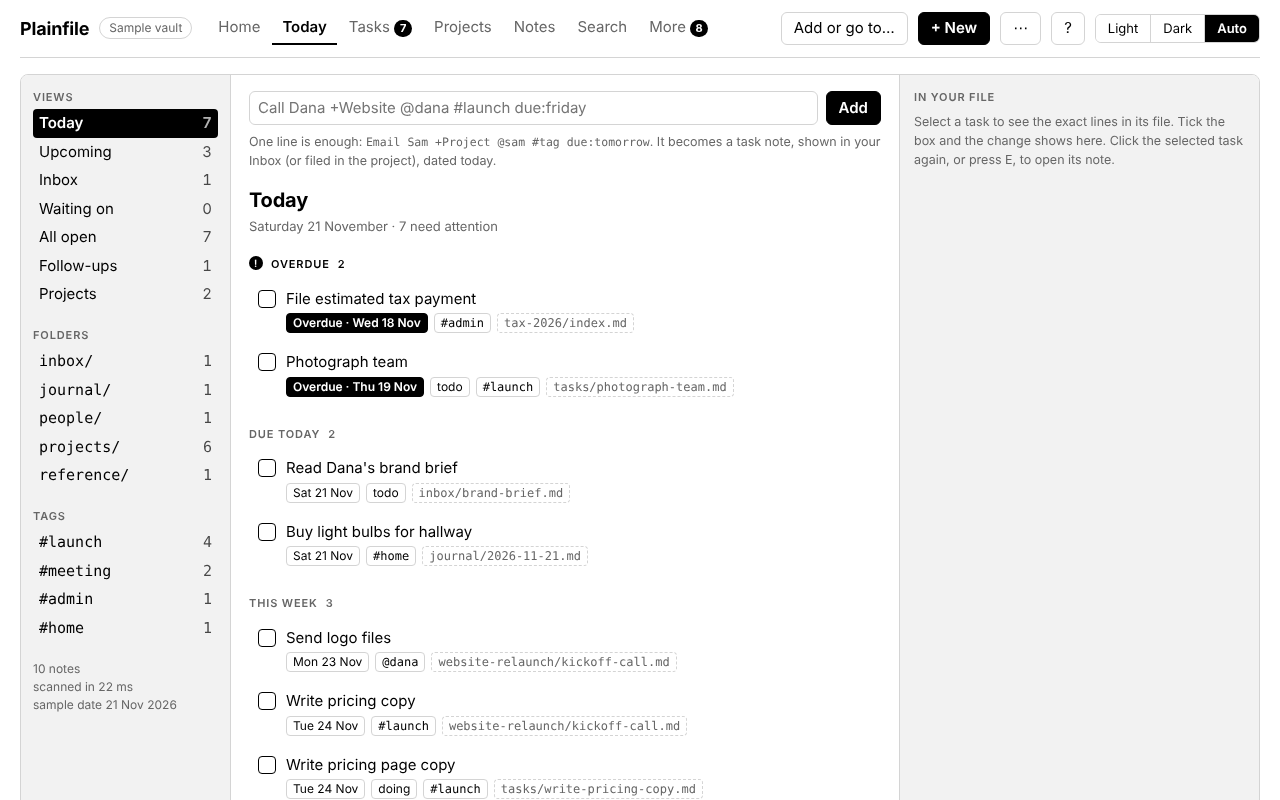 Plainfile Sample vault Home Today Tasks 7 Projects Notes Search More 8 Add or go to… + New ··· ? Light Dark Auto
VIEWS
Today 7
Upcoming 3
Inbox 1
Waiting on 0
All open 7
Follow-ups 1
Projects 2
FOLDERS
inbox/ 1
journal/ 1
people/ 1
projects/ 6
reference/ 1
TAGS
#launch 4
#meeting 2
#admin 1
#home 1
10 notes
scanned in 22 ms
sample date 21 Nov 2026
Call Dana +Website @dana #launch due:friday Add
One line is enough: Email Sam +Project @sam #tag due:tomorrow. It becomes a task note, shown in your
Inbox (or filed in the project), dated today.
Today
Saturday 21 November · 7 need attention
! OVERDUE 2
File estimated tax payment
Overdue · Wed 18 Nov #admin tax-2026/index.md
Photograph team
Overdue · Thu 19 Nov todo #launch tasks/photograph-team.md
DUE TODAY 2
Read Dana's brand brief
Sat 21 Nov todo inbox/brand-brief.md
Buy light bulbs for hallway
Sat 21 Nov #home journal/2026-11-21.md
THIS WEEK 3
Send logo files
Mon 23 Nov @dana website-relaunch/kickoff-call.md
Write pricing copy
Tue 24 Nov #launch website-relaunch/kickoff-call.md
Write pricing page copy
Tue 24 Nov doing #launch tasks/write-pricing-copy.md
IN YOUR FILE
Select a task to see the exact lines in its file. Tick the
box and the change shows here. Click the selected task
again, or press E, to open its note.